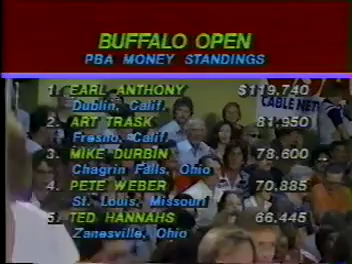 BUFFALO OPEN
PBA MONEY STANDINGS
1. EARL ANTHONY $119,740
Dublin, Calif.
2. ART TRASK 81,950
Fresno, Calif.
3. MIKE DURBIN 78,600
Chagrin Falls, Ohio
4. PETE WEBER 70,885
St. Louis, Missouri
5. TED HANNAHS 66,445
Zanesville, Ohio
CABLE NET